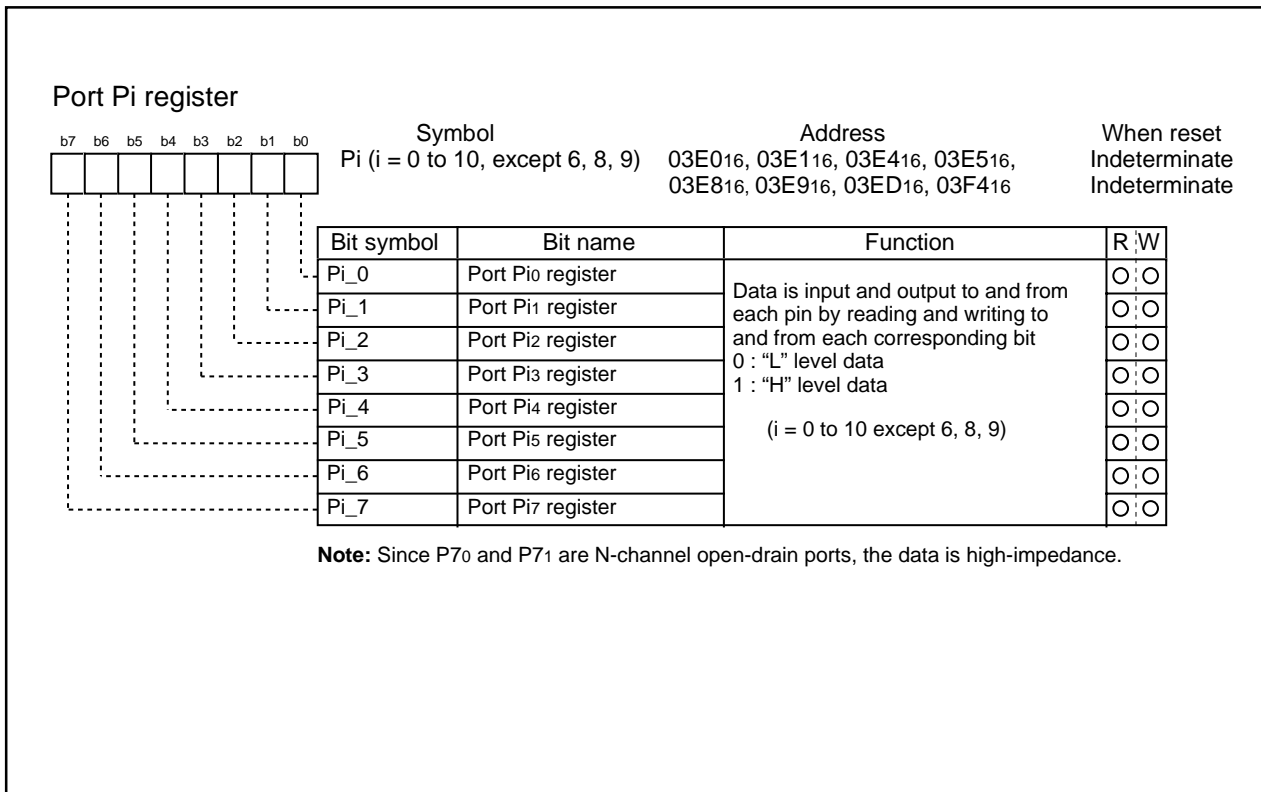 Port Pi register
b7 b6 b5 b4 b3 b2 b1 b0
Symbol Address When reset
Pi (i = 0 to 10, except 6, 8, 9) 03E016, 03E116, 03E416, 03E516, Indeterminate
03E816, 03E916, 03ED16, 03F416 Indeterminate
Bit symbol Bit name Function R W
Pi_0 Port Pi0 register
Pi_1 Port Pi1 register
Pi_2 Port Pi2 register
Pi_3 Port Pi3 register
Pi_4 Port Pi4 register
Pi_5 Port Pi5 register
Pi_6 Port Pi6 register
Pi_7 Port Pi7 register
Data is input and output to and from
each pin by reading and writing to
and from each corresponding bit
0 : “L” level data
1 : “H” level data
(i = 0 to 10 except 6, 8, 9)
Note: Since P70 and P71 are N-channel open-drain ports, the data is high-impedance.